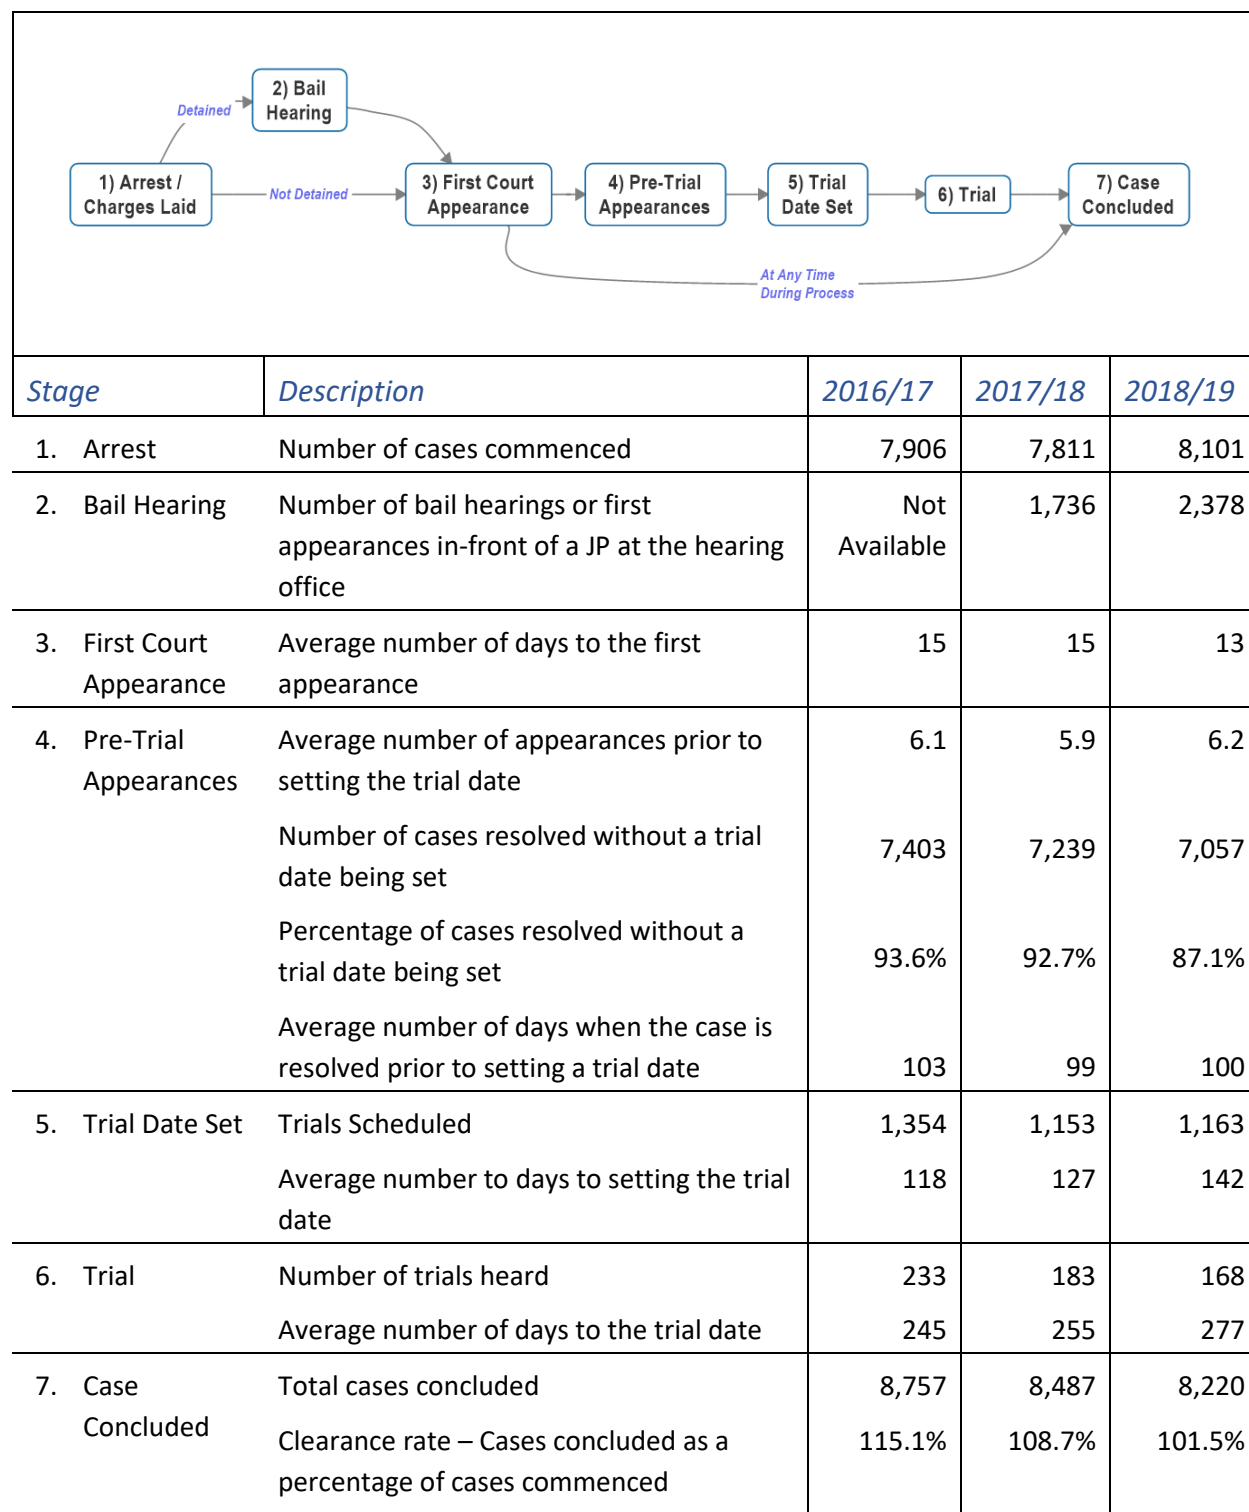 2) Bail
Hearing
Detained
1) Arrest /
Charges Laid
Not Detained
3) First Court
Appearance
4) Pre-Trial
Appearances
5) Trial
Date Set
6) Trial
7) Case
Concluded
At Any Time
During Process
Stage Description 2016/17 2017/18 2018/19
1. Arrest Number of cases commenced 7,906 7,811 8,101
2. Bail Hearing Number of bail hearings or first Not 1,736 2,378
appearances in-front of a JP at the hearing Available
office
3. First Court Average number of days to the first 15 15 13
Appearance appearance
4. Pre-Trial Average number of appearances prior to 6.1 5.9 6.2
Appearances setting the trial date
Number of cases resolved without a trial
date being set 7,403 7,239 7,057
Percentage of cases resolved without a
trial date being set 93.6% 92.7% 87.1%
Average number of days when the case is
resolved prior to setting a trial date 103 99 100
5. Trial Date Set Trials Scheduled 1,354 1,153 1,163
Average number to days to setting the trial 118 127 142
date
6. Trial Number of trials heard 233 183 168
Average number of days to the trial date 245 255 277
7. Case Total cases concluded 8,757 8,487 8,220
Concluded Clearance rate – Cases concluded as a 115.1% 108.7% 101.5%
percentage of cases commenced